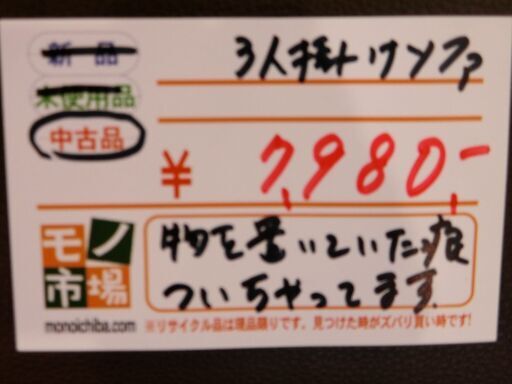 新品
3人掛けソファ
未使用品
中古品
¥ 7,980-
モノ市場
monoichiba.com
物を置いていた痕
ついちゃってます
※リサイクル品は現品限りです。見つけた時がズバリ買い時です!